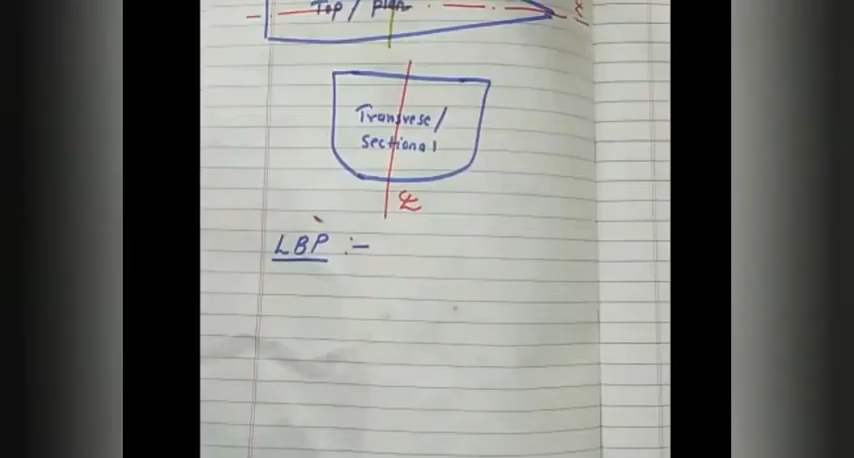 Top / plan
℄
Transvese /
Sectional
℄
LBP :-